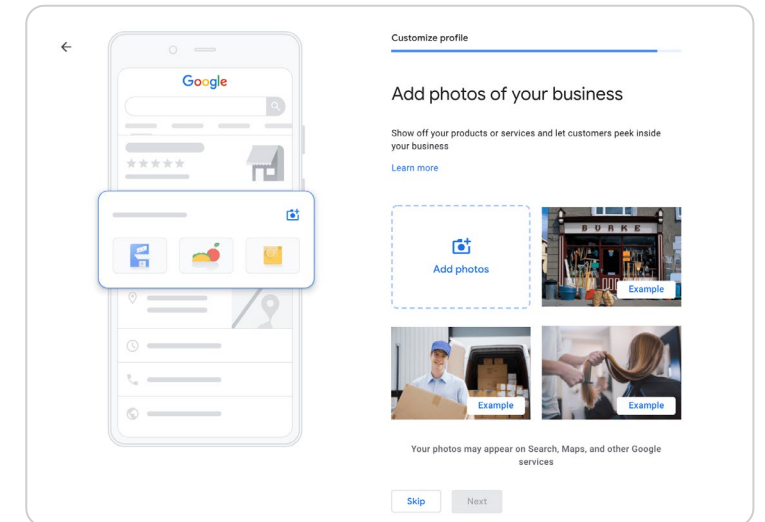 Customize profile
Google
Add photos of your business
Show off your products or services and let customers peek inside
your business
Learn more
Add photos
BURKE
Example
Example
Example
Your photos may appear on Search, Maps, and other Google
services
Skip
Next